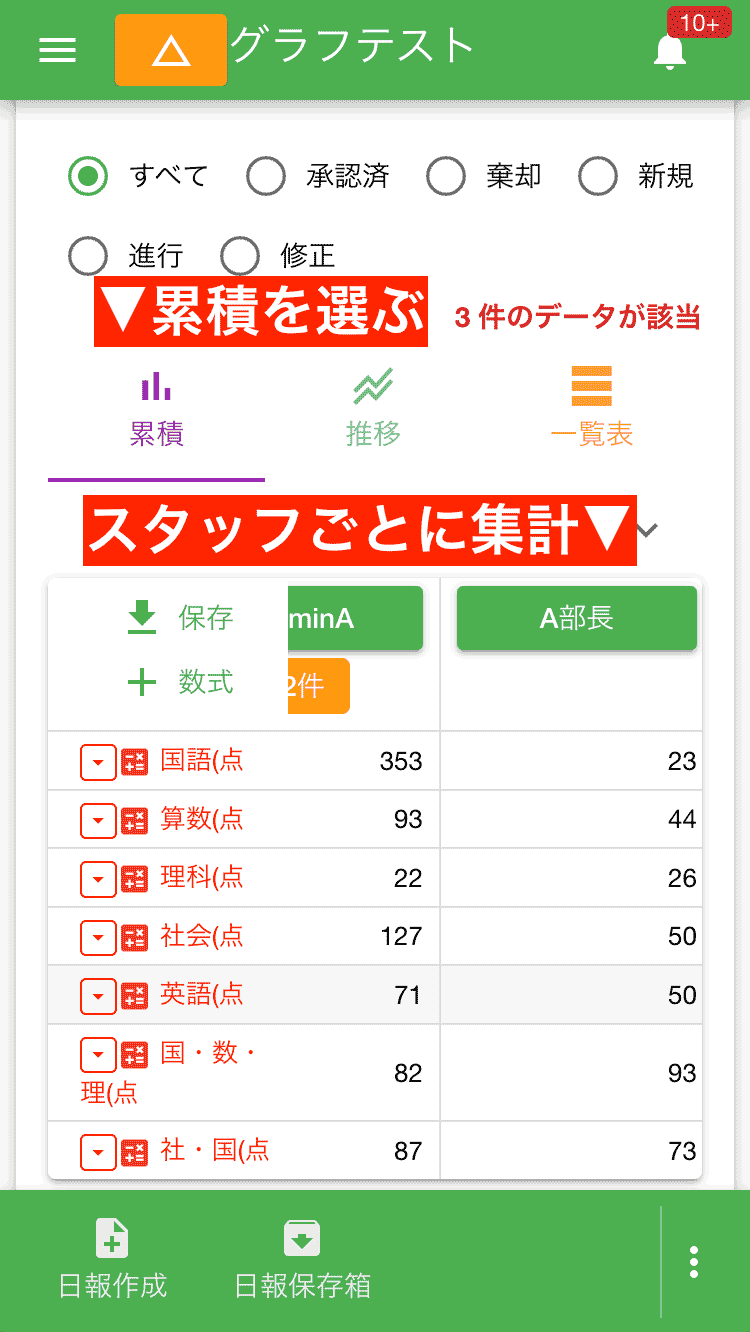 グラフテスト
10+
すべて 承認済 棄却 新規
進行 修正
▼累積を選ぶ 3 件のデータが該当
累積 推移 一覧表
スタッフごとに集計▼
保存 minA A部長
数式 2件
国語(点 353 23
算数(点 93 44
理科(点 22 26
社会(点 127 50
英語(点 71 50
国・数・
理(点 82 93
社・国(点 87 73
日報作成 日報保存箱